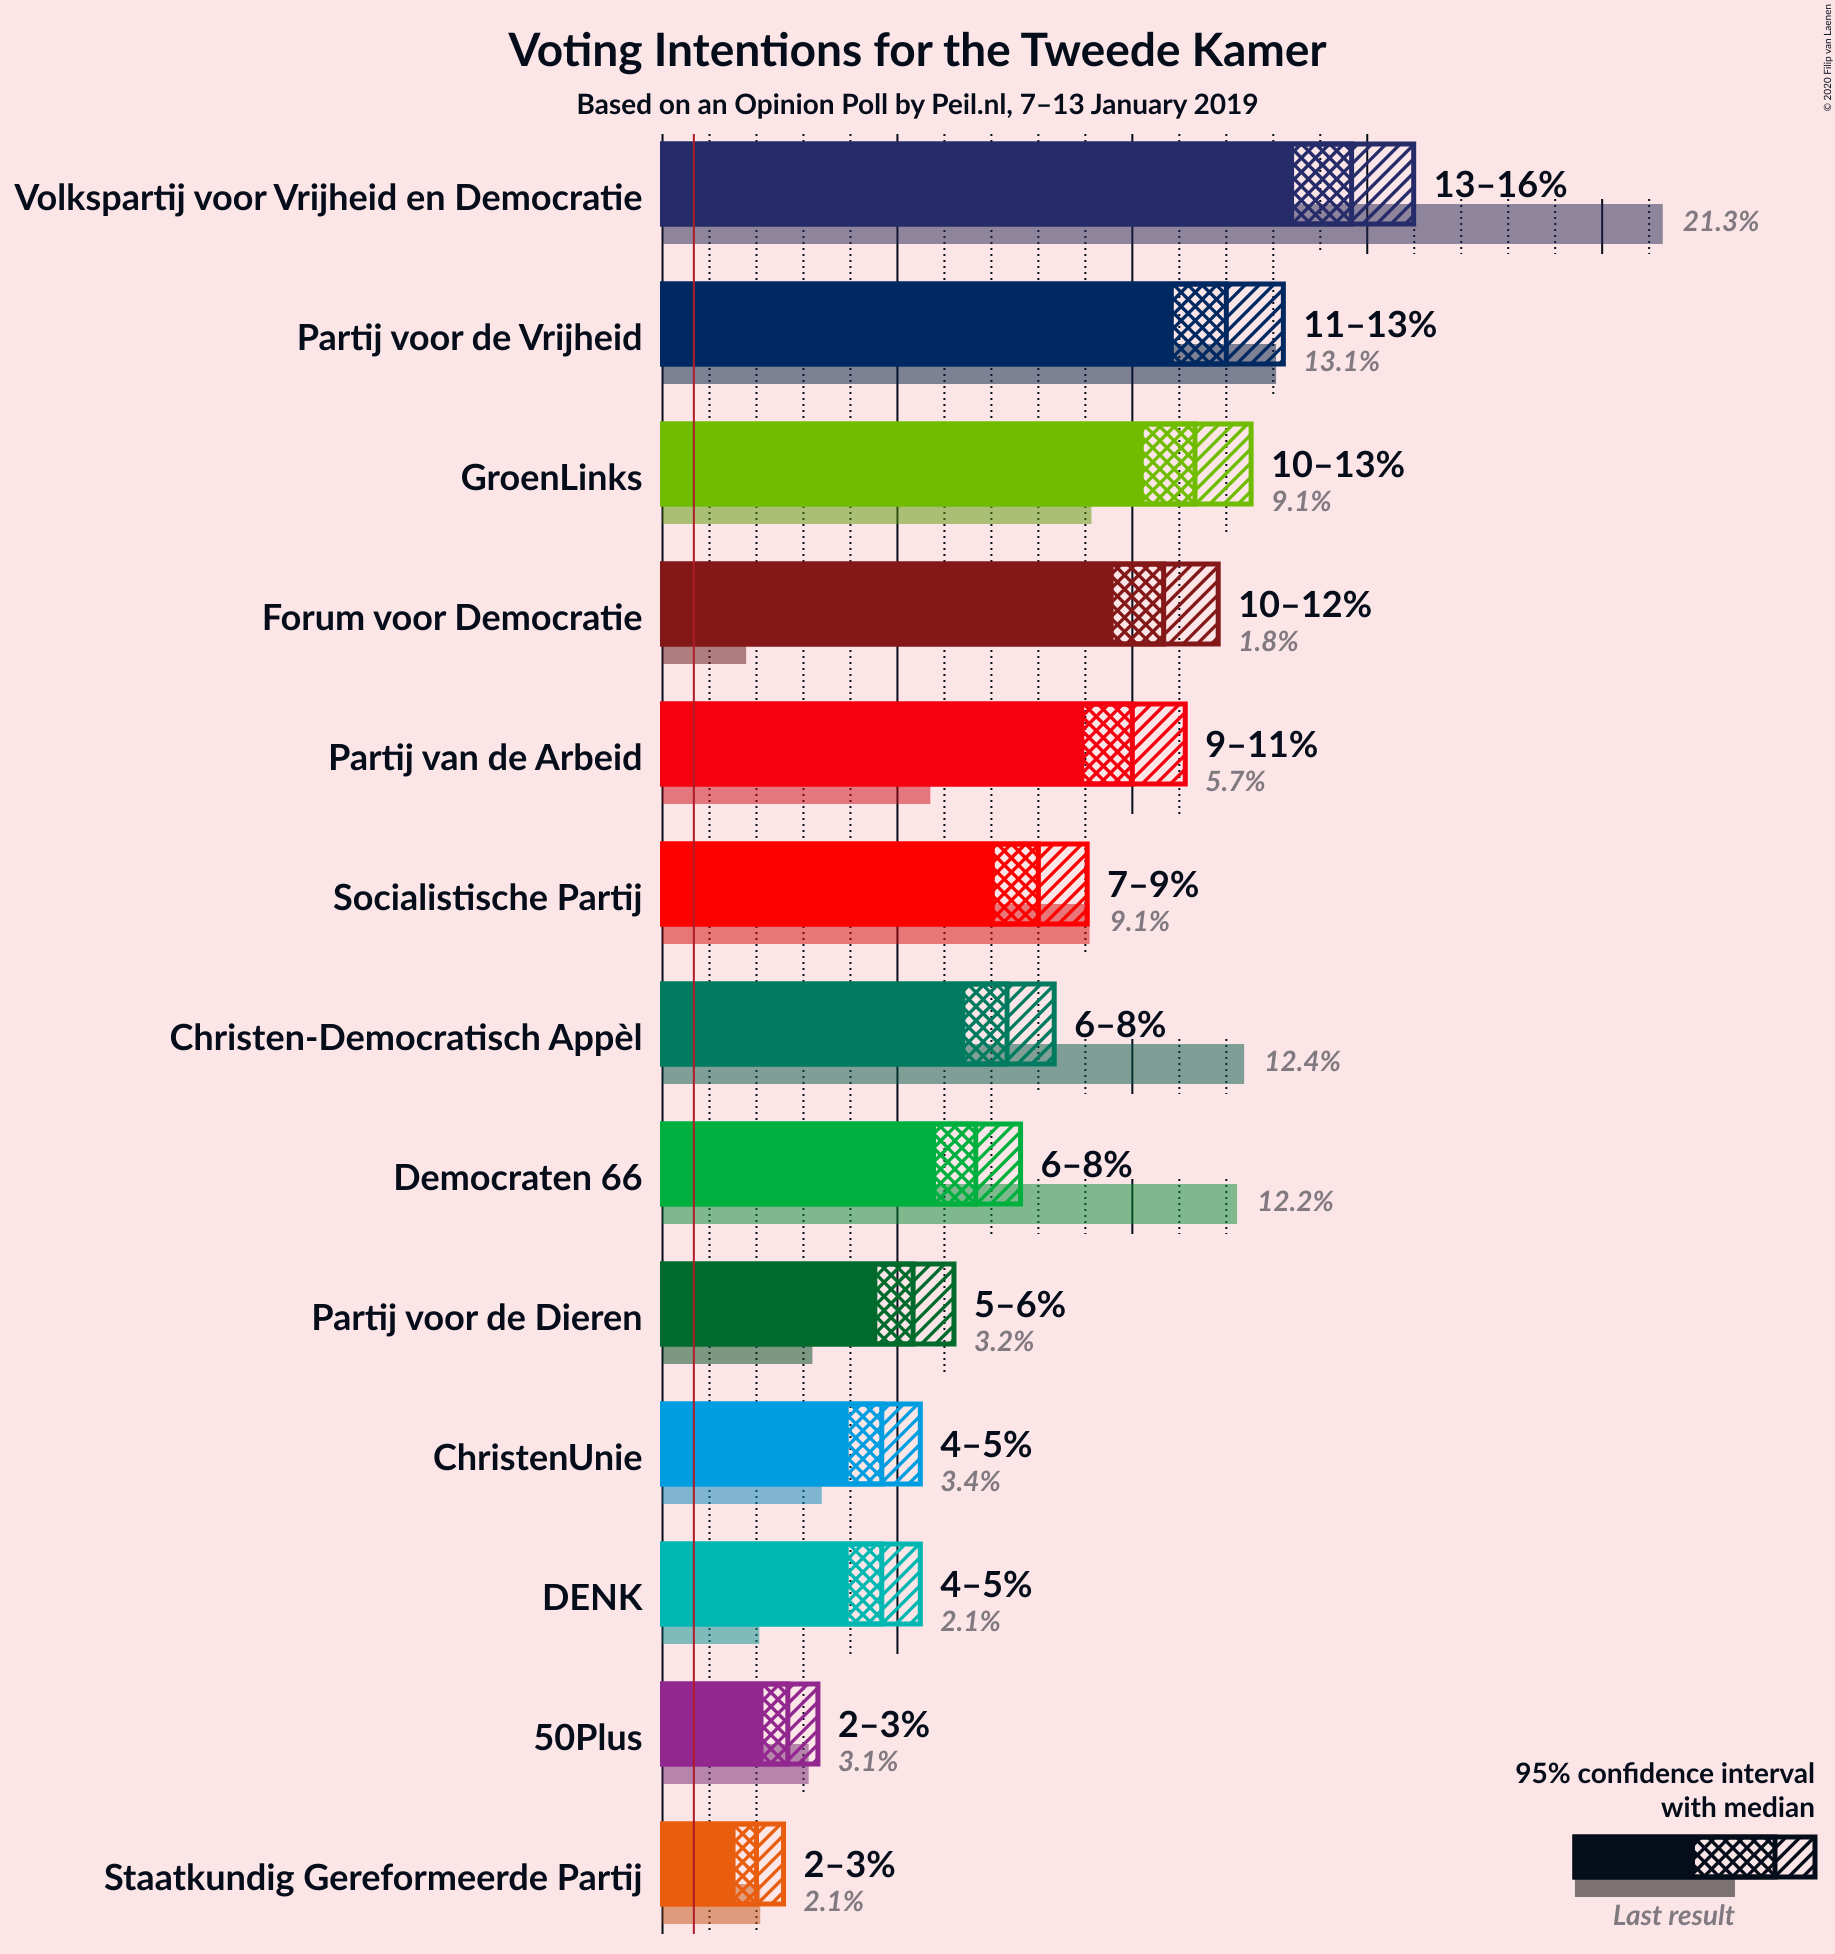 Voting Intentions for the Tweede Kamer
Based on an Opinion Poll by Peil.nl, 7–13 January 2019
© 2020 Filip van Laenen
Volkspartij voor Vrijheid en Democratie
13–16%
21.3%
Partij voor de Vrijheid
11–13%
13.1%
GroenLinks
10–13%
9.1%
Forum voor Democratie
10–12%
1.8%
Partij van de Arbeid
9–11%
5.7%
Socialistische Partij
7–9%
9.1%
Christen-Democratisch Appèl
6–8%
12.4%
Democraten 66
6–8%
12.2%
Partij voor de Dieren
5–6%
3.2%
ChristenUnie
4–5%
3.4%
DENK
4–5%
2.1%
50Plus
2–3%
3.1%
Staatkundig Gereformeerde Partij
2–3%
2.1%
95% confidence interval
with median
Last result